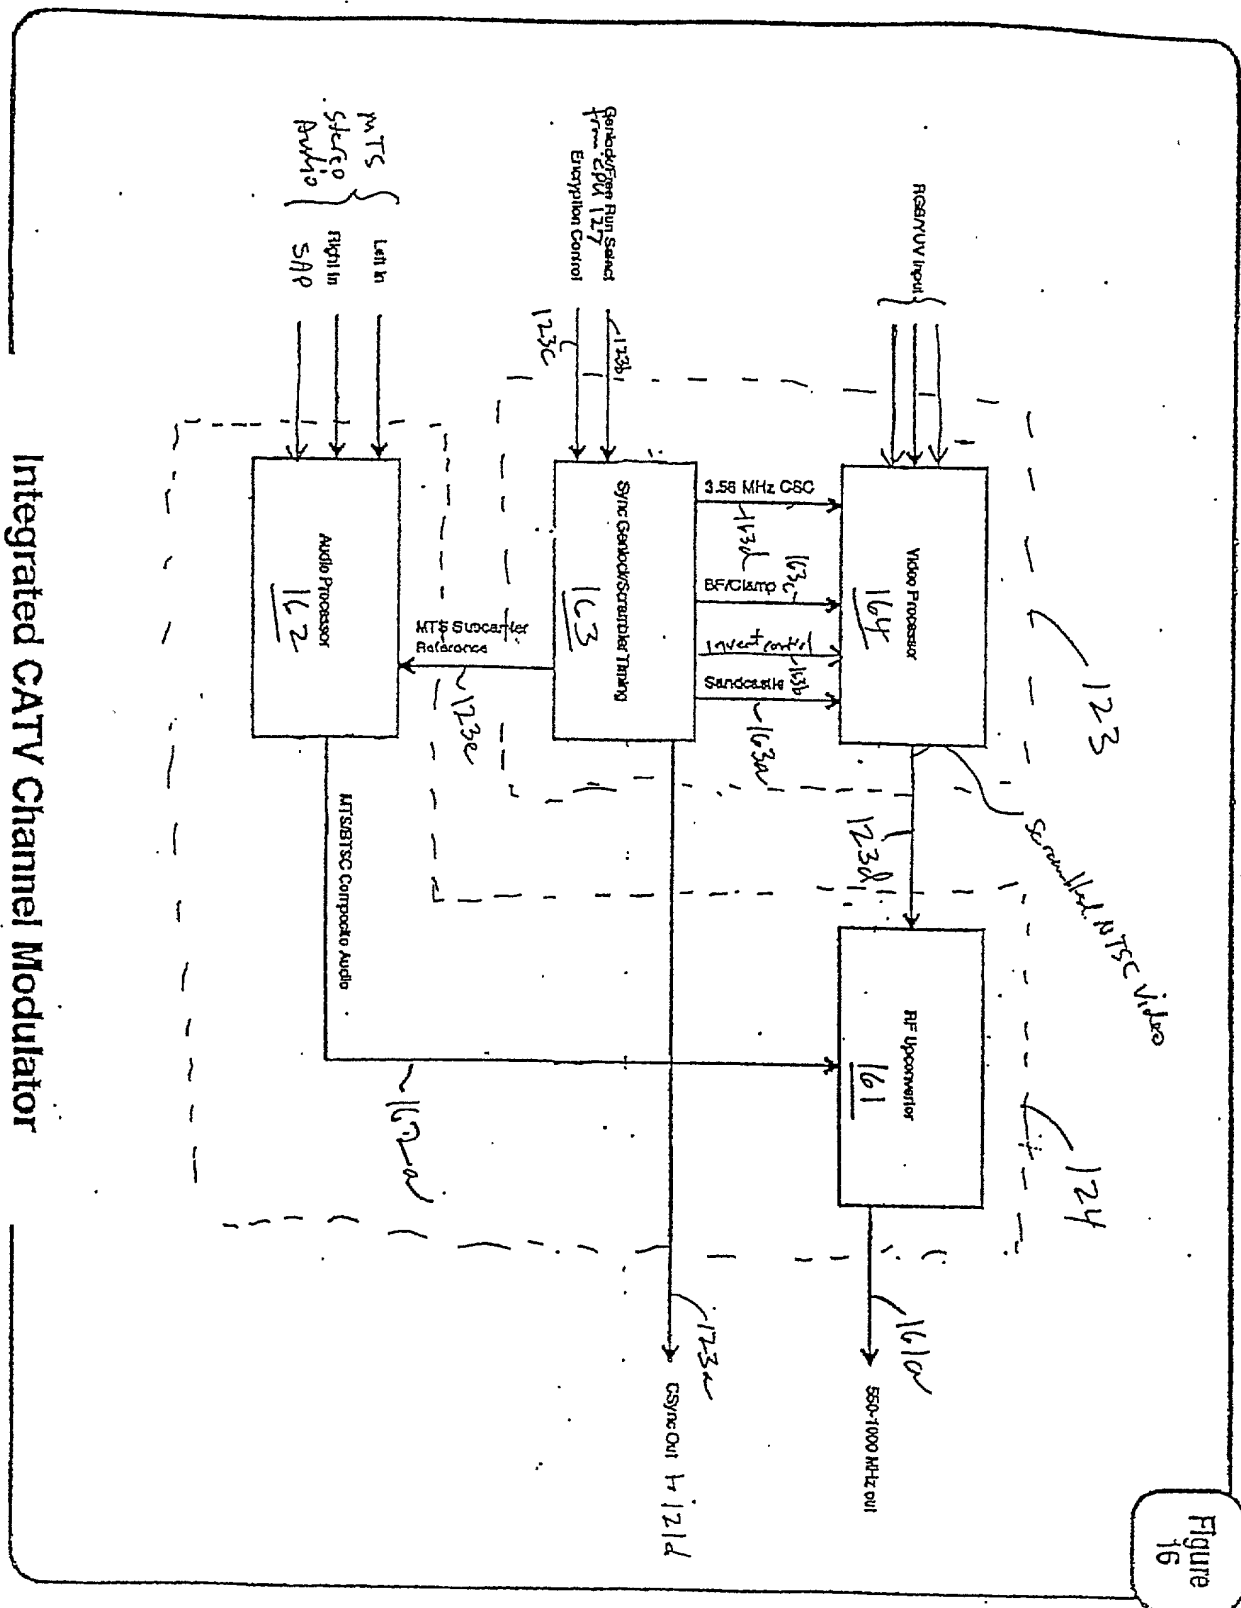 Figure
16
RGB/YUV Input
Genlock/Free Run Select
from CPU 127
Encryption Control
MTS
Stereo
Audio
Left In
Right In
SAP
123b
123c
Video Processor
164
Sync Genlock/Scrambler Timing
163
Audio Processor
162
RF Upconverter
161
3.58 MHz CSC
163d
BF/Clamp
163c
Invert control
163b
Sandcastle
163a
MTS Subcarrier
Reference
123e
MTS/BTSC Composite Audio
162a
123
124
Scrambled NTSC video
123d
161a
550-1000 MHz out
123a
CSync Out to 121d
Integrated CATV Channel Modulator